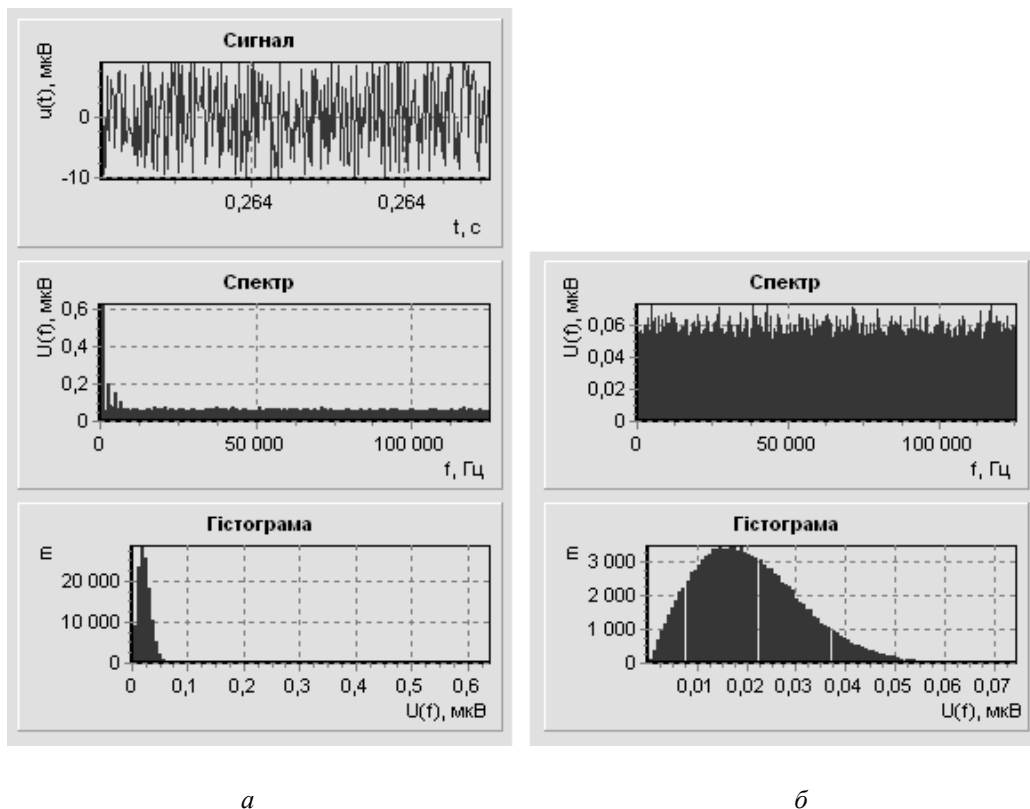 Сигнал
u(t), мкВ
0
-10
0,264 0,264
t, с
Спектр
U(f), мкВ
0,6
0,4
0,2
0
0 50 000 100 000
f, Гц
Гістограма
m
20 000
10 000
0
0 0,1 0,2 0,3 0,4 0,5 0,6
U(f), мкВ
а
Спектр
U(f), мкВ
0,06
0,04
0,02
0
0 50 000 100 000
f, Гц
Гістограма
m
3 000
2 000
1 000
0
0,01 0,02 0,03 0,04 0,05 0,06 0,07
U(f), мкВ
б